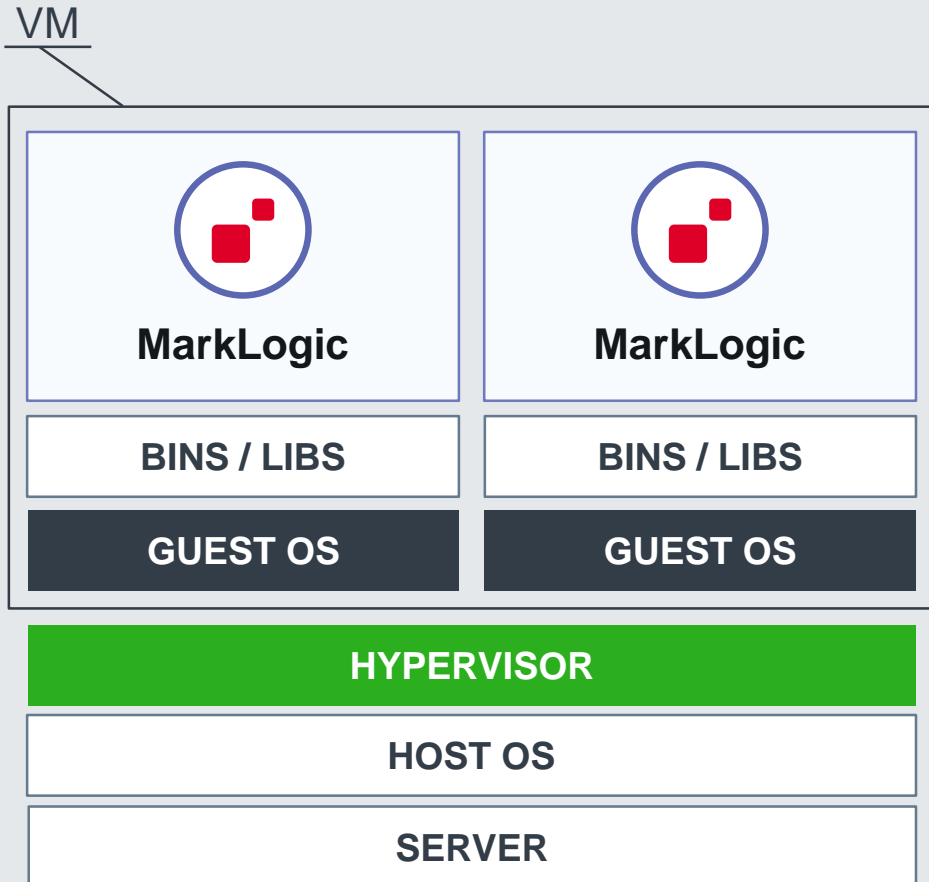 VM
MarkLogic MarkLogic
BINS / LIBS BINS / LIBS
GUEST OS GUEST OS
HYPERVISOR
HOST OS
SERVER